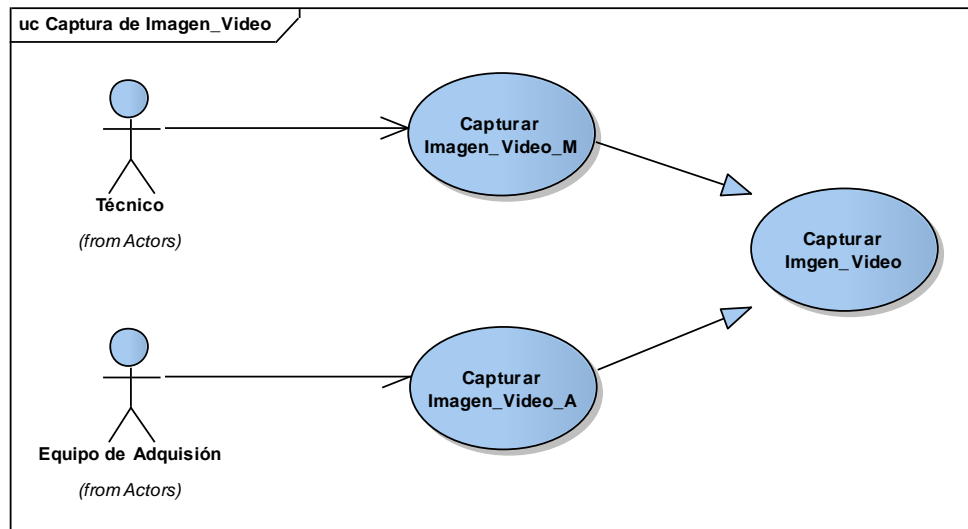 uc Captura de Imagen_Video
Técnico
(from Actors)
Capturar
Imagen_Video_M
Capturar
Imgen_Video
Equipo de Adquisión
(from Actors)
Capturar
Imagen_Video_A